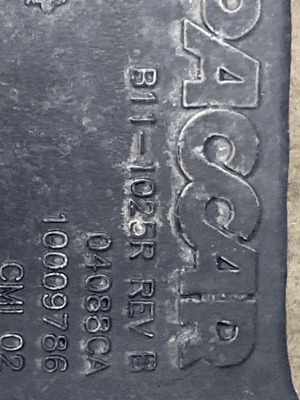 PACCAR
B11-1025R REV B
04088CA
10009786
CMI 02